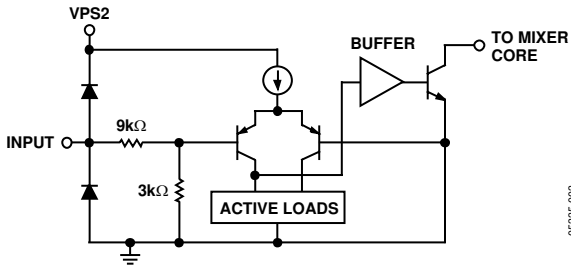 VPS2
BUFFER
TO MIXER
CORE
INPUT
9kΩ
3kΩ
ACTIVE LOADS